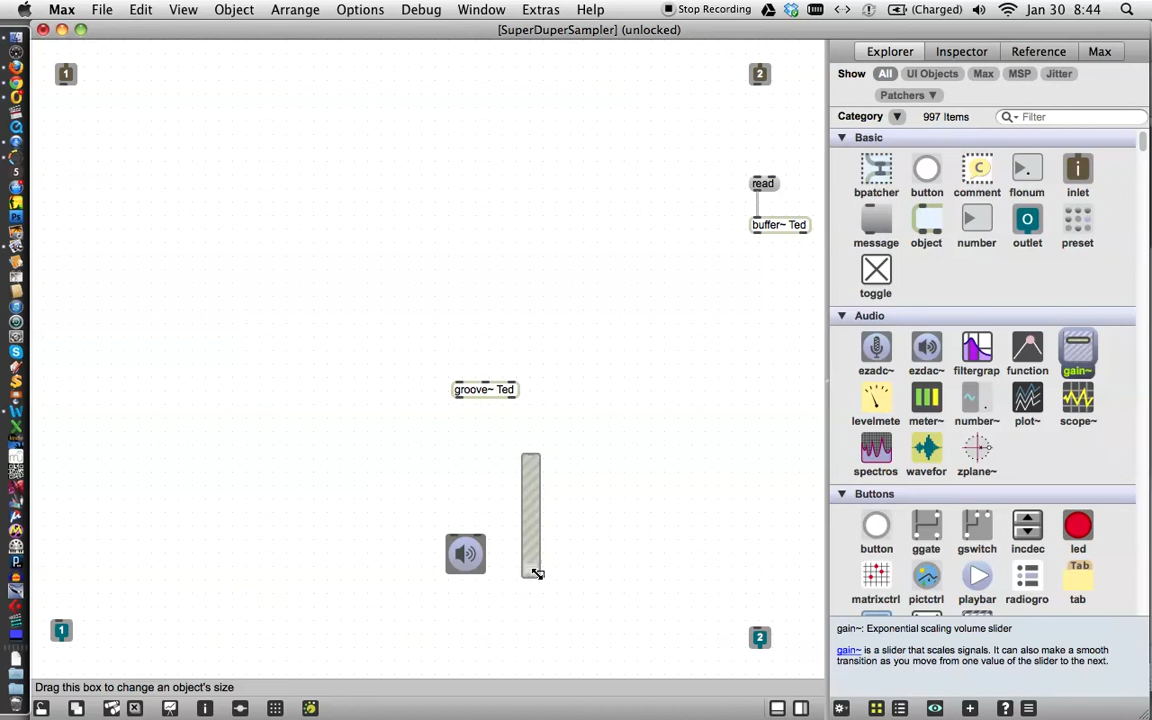 Max File Edit View Object Arrange Options Debug Window Extras Help Stop Recording (Charged) Jan 30 8:44
[SuperDuperSampler] (unlocked)
Explorer Inspector Reference Max
1
2
Show All UI Objects Max MSP Jitter
Patchers ▼
Category ▼ 997 Items Filter
Basic
read
bpatcher button comment flonum inlet
buffer~ Ted
message object number outlet preset
toggle
Audio
groove~ Ted
ezadc~ ezdac~ filtergrap function gain~
levelmete meter~ number~ plot~ scope~
spectros wavefor zplane~
Buttons
button ggate gswitch incdec led
Tab
matrixctrl pictctrl playbar radiogro tab
1
2
gain~: Exponential scaling volume slider
gain~ is a slider that scales signals. It can also make a smooth
transition as you move from one value of the slider to the next.
Drag this box to change an object's size